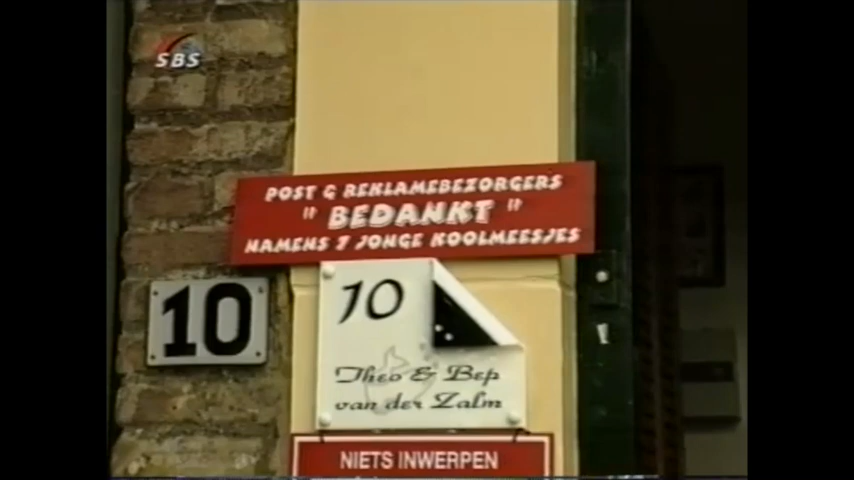 SBS
POST & REKLAMEBEZORGERS
" BEDANKT "
NAMENS 7 JONGE KOOLMEESJES
10
10
Theo & Bep
van der Zalm
NIETS INWERPEN